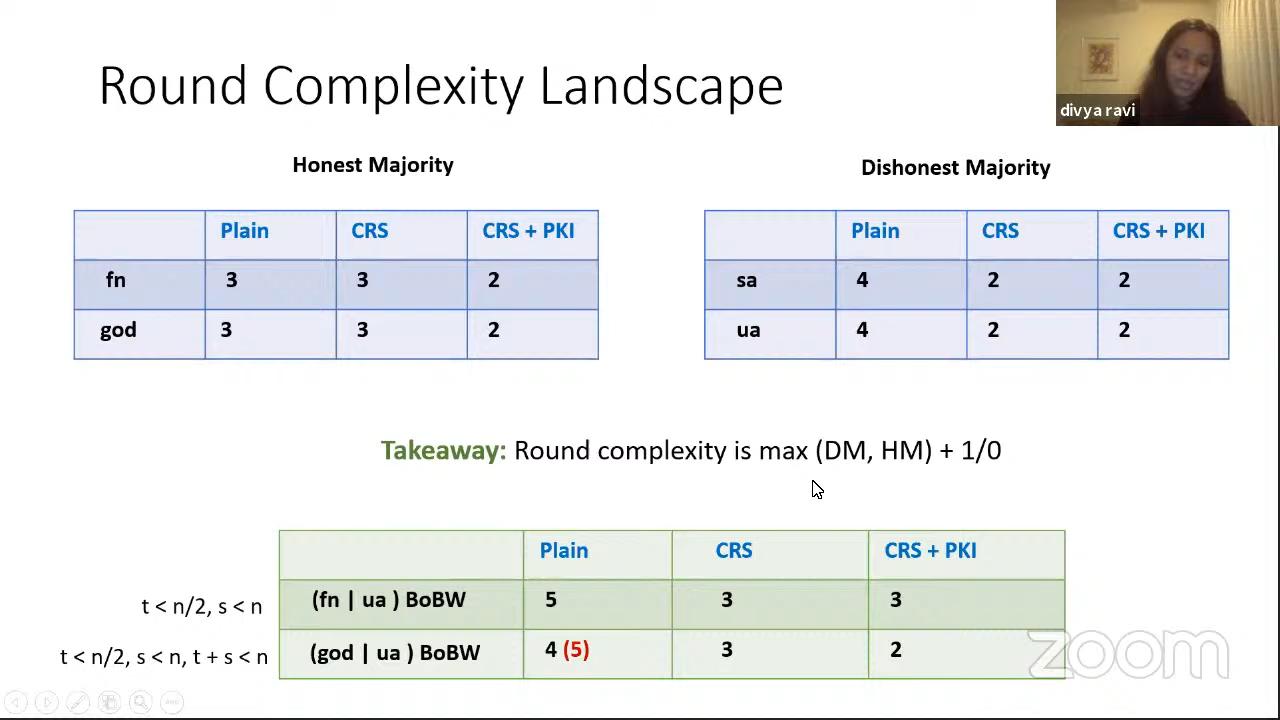 divya ravi
Round Complexity Landscape
Honest Majority
Plain CRS CRS + PKI
fn 3 3 2
god 3 3 2
Dishonest Majority
Plain CRS CRS + PKI
sa 4 2 2
ua 4 2 2
Takeaway: Round complexity is max (DM, HM) + 1/0
Plain CRS CRS + PKI
t < n/2, s < n (fn | ua ) BoBW 5 3 3
t < n/2, s < n, t + s < n (god | ua ) BoBW 4 (5) 3 2
zoom